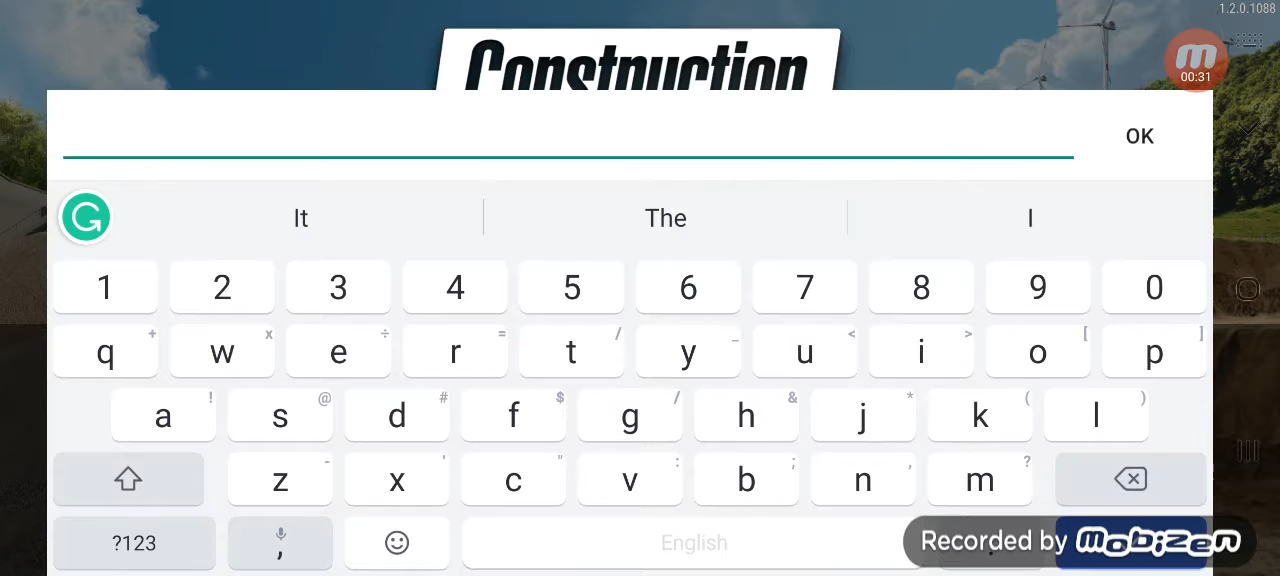 1.2.0.1088
Construction
00:31
OK
It The I
1 2 3 4 5 6 7 8 9 0
+ x ÷ = / _ < > [ ]
q w e r t y u i o p
! @ # $ / & * ( )
a s d f g h j k l
- ' " : ; , ?
z x c v b n m
?123 , English
Recorded by mobizen